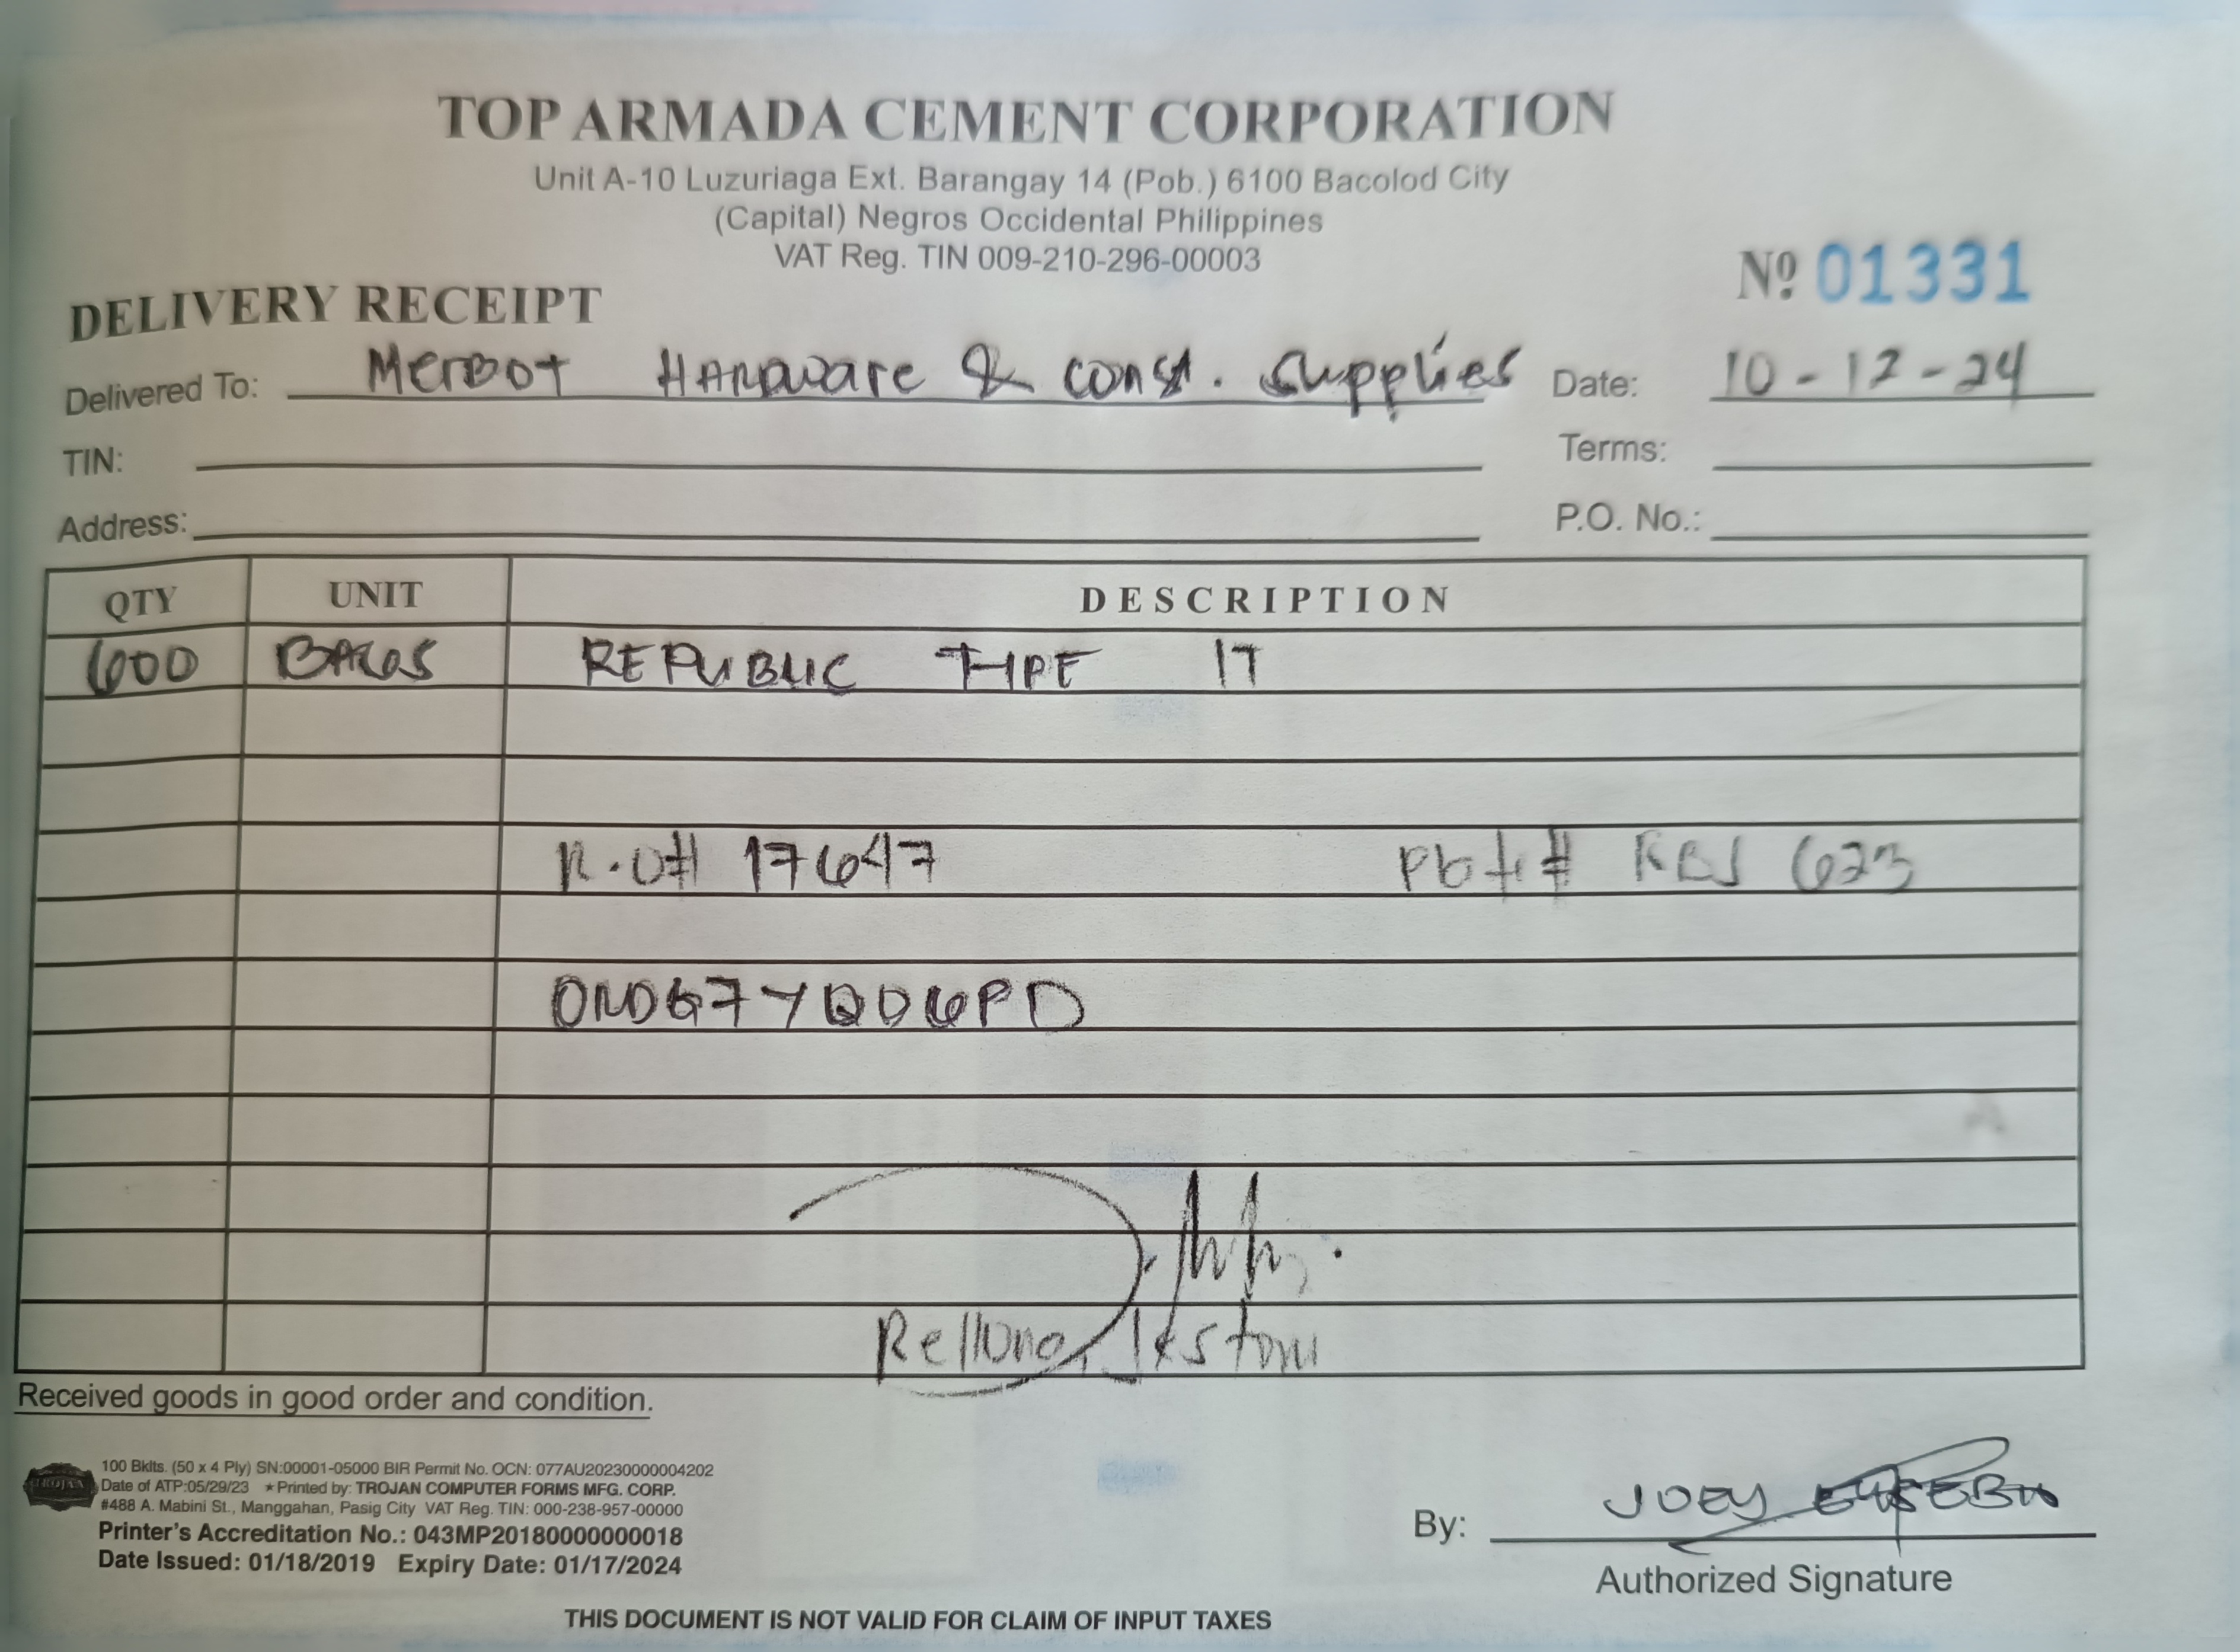 TOP ARMADA CEMENT CORPORATION
Unit A-10 Luzuriaga Ext. Barangay 14 (Pob.) 6100 Bacolod City
(Capital) Negros Occidental Philippines
VAT Reg. TIN 009-210-296-00003
Nº 01331
DELIVERY RECEIPT
Delivered To: Merbot Hardware & const. supplies Date: 10-12-24
TIN: Terms:
Address: P.O. No.:
QTY UNIT DESCRIPTION
600 BAGS REPUBLIC TYPE 1T
R.O# 17647 RBJ 623
Received goods in good order and condition.
TROJAN
100 Bklts. (50 x 4 Ply) SN:00001-05000 BIR Permit No. OCN: 077AU20230000004202
Date of ATP:05/29/23 ★Printed by: TROJAN COMPUTER FORMS MFG. CORP.
#488 A. Mabini St., Manggahan, Pasig City VAT Reg. TIN: 000-238-957-00000
Printer's Accreditation No.: 043MP20180000000018
Date Issued: 01/18/2019 Expiry Date: 01/17/2024
By: JOEY EUSEBIO
Authorized Signature
THIS DOCUMENT IS NOT VALID FOR CLAIM OF INPUT TAXES